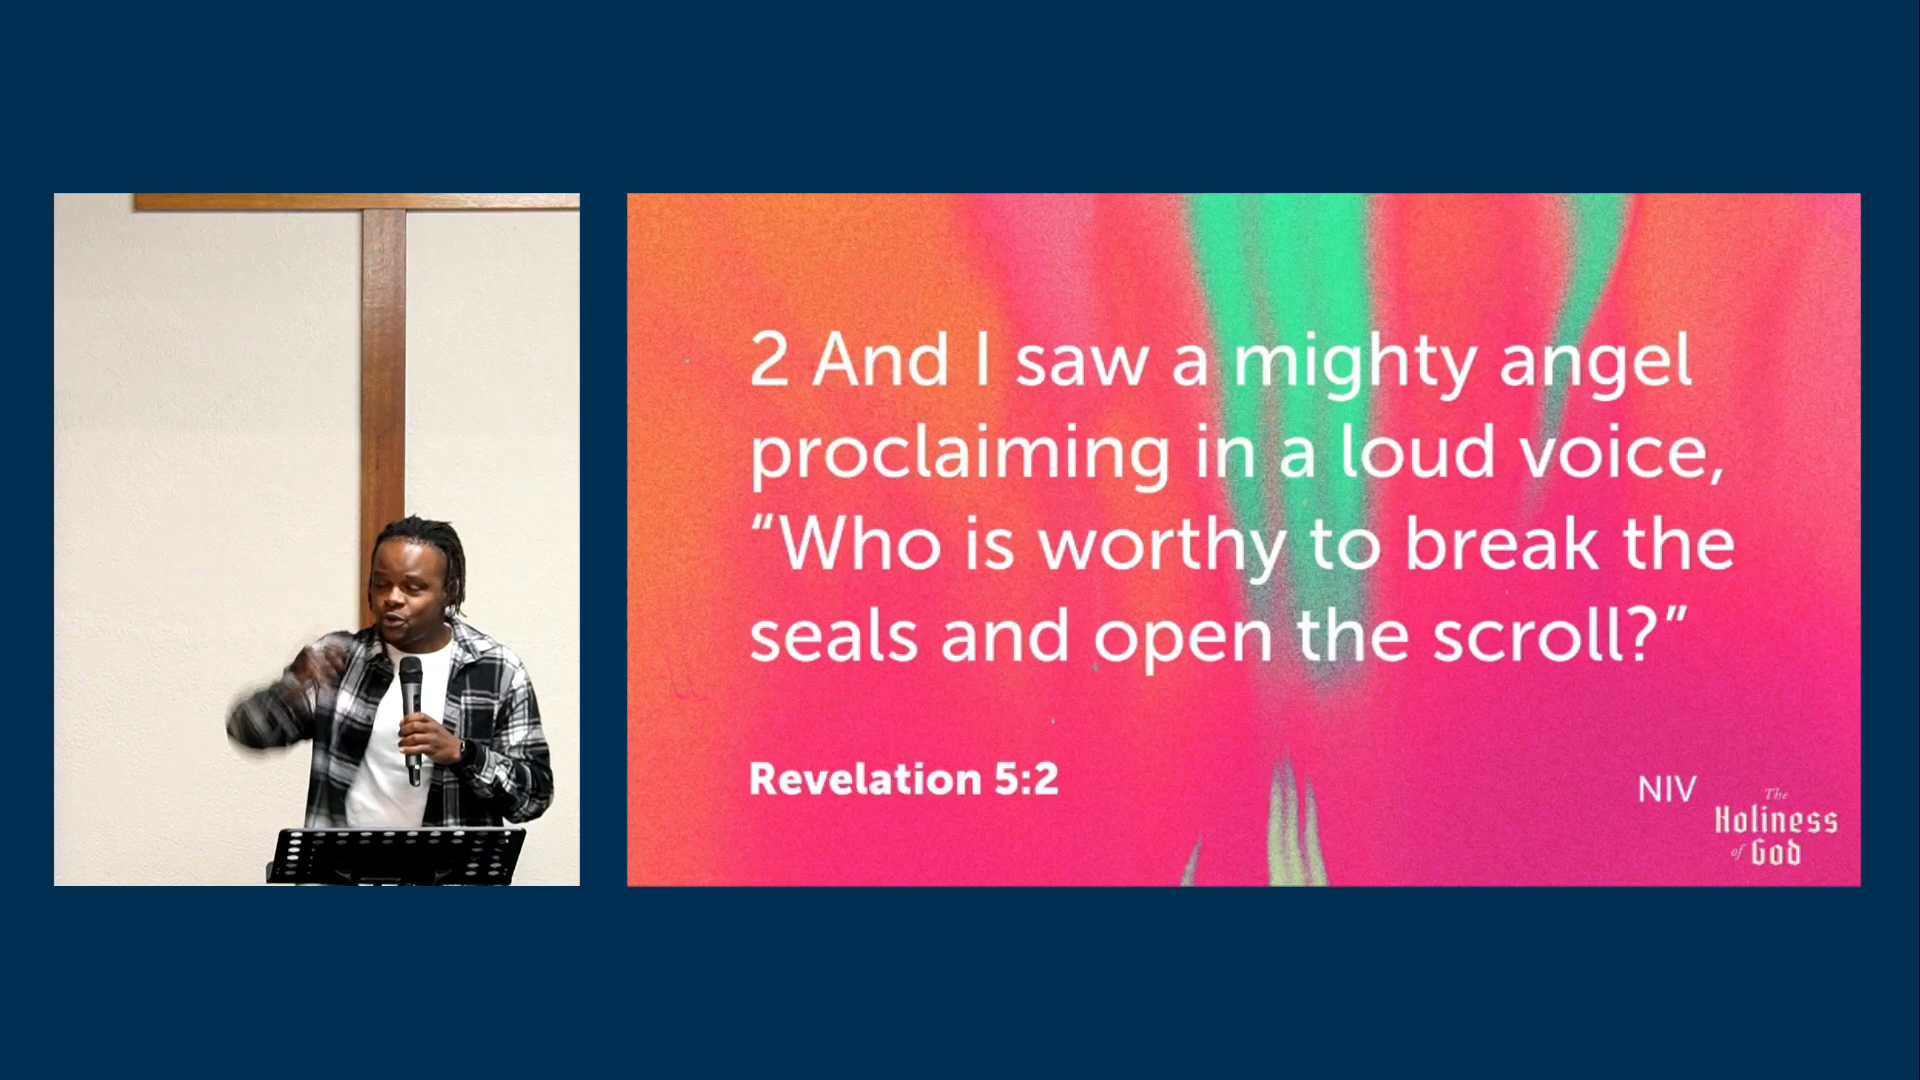 2 And I saw a mighty angel
proclaiming in a loud voice,
“Who is worthy to break the
seals and open the scroll?”
Revelation 5:2
NIV
The
Holiness
of God